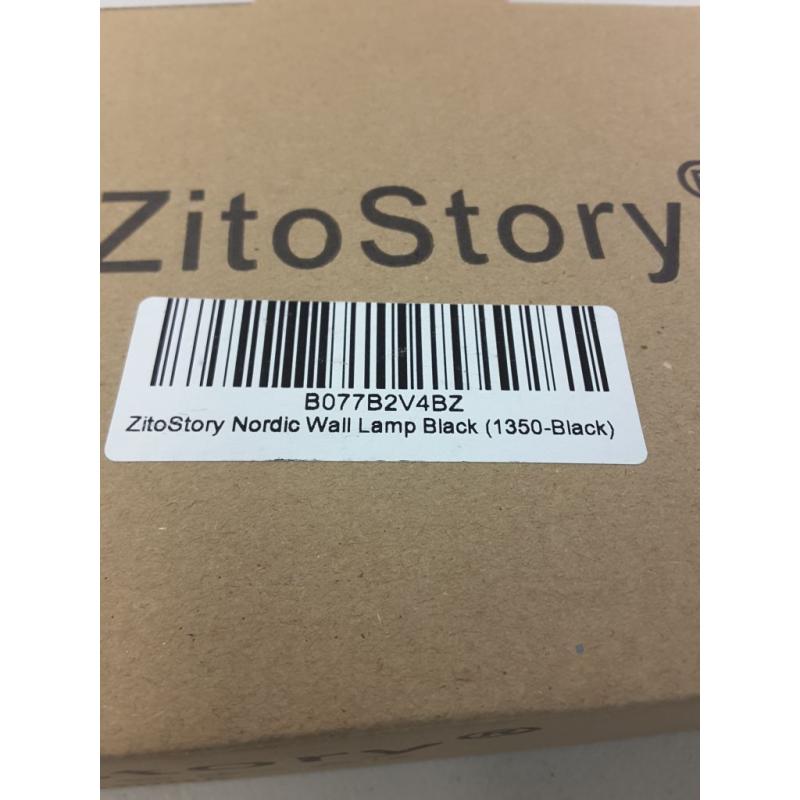 ZitoStory®
B077B2V4BZ
ZitoStory Nordic Wall Lamp Black (1350-Black)